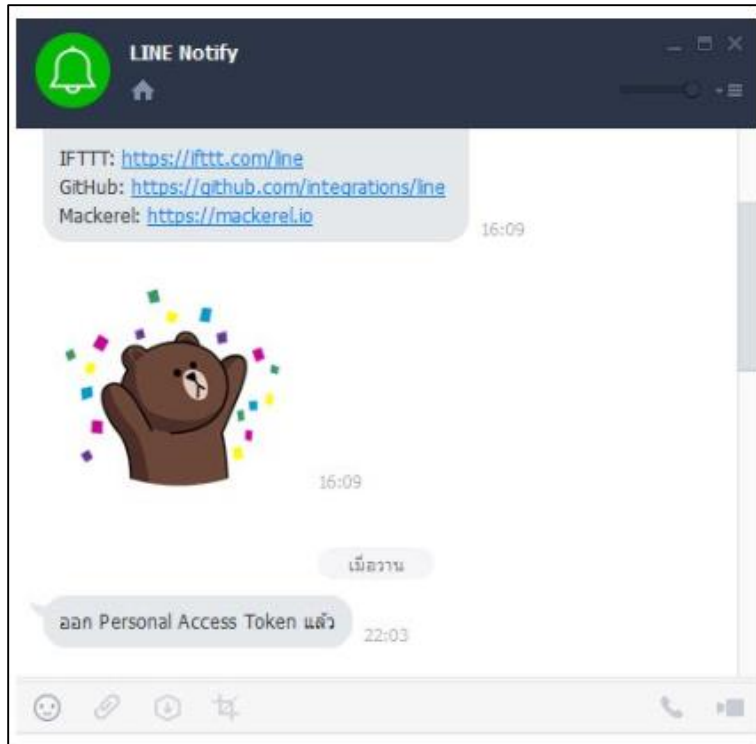 LINE Notify
IFTTT: https://ifttt.com/line
GitHub: https://github.com/integrations/line
Mackerel: https://mackerel.io
16:09
16:09
เมื่อวาน
ออก Personal Access Token แล้ว
22:03